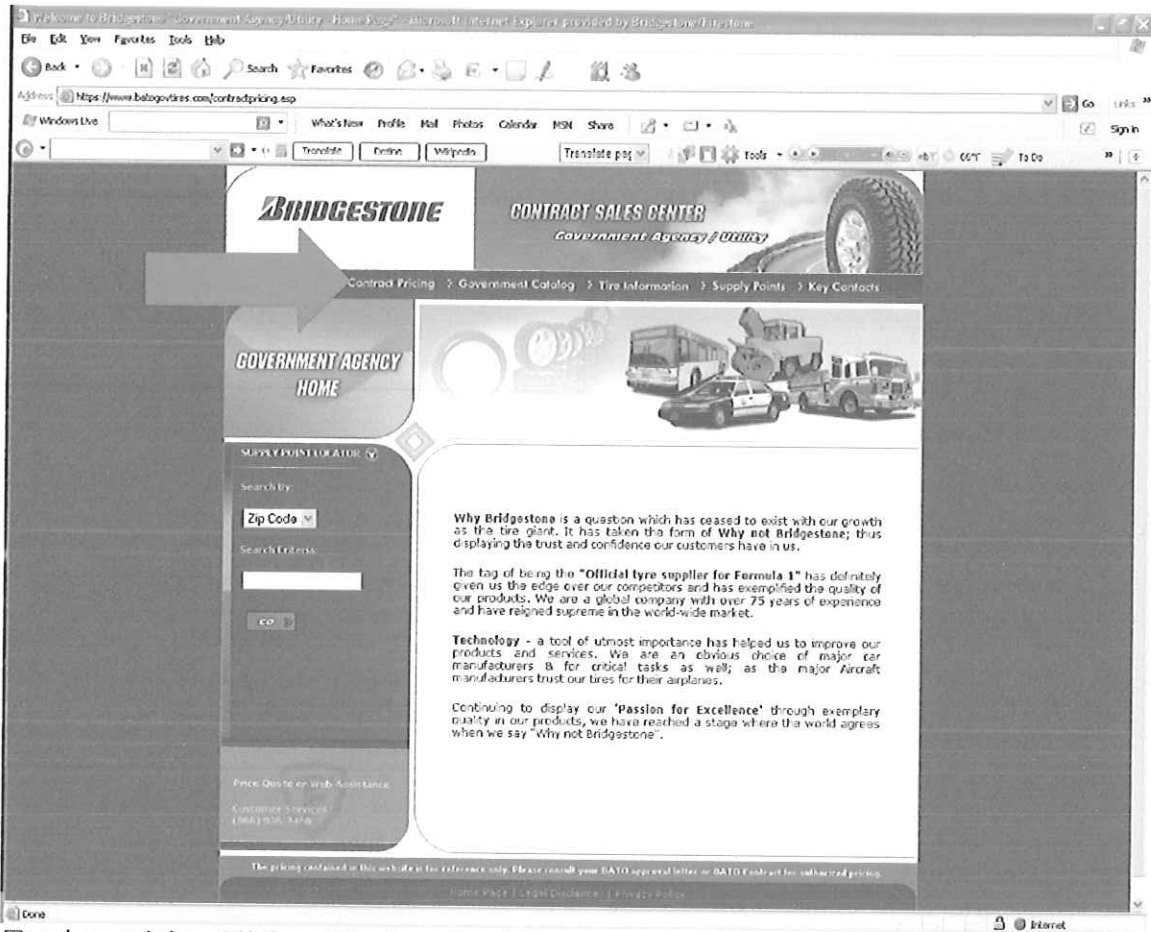 Welcome to Bridgestone "Government Agency/Utility - Home Page" - Microsoft Internet Explorer provided by Bridgestone/Firestone
File Edit View Favorites Tools Help
Back Search Favorites
Address https://www.batogovtires.com/contractpricing.asp Go Links
Windows Live What's New Profile Mail Photos Calendar MSN Share Sign in
Translate Define Wikipedia Translate pag Tools To Do
BRIDGESTONE
CONTRACT SALES CENTER
Government Agency / Utility
Contract Pricing > Government Catalog > Tire Information > Supply Points > Key Contacts
GOVERNMENT AGENCY
HOME
SUPPLY POINT LOCATOR
Search By:
Zip Code
Search Criteria:
GO
Why Bridgestone is a question which has ceased to exist with our growth
as the tire giant. It has taken the form of Why not Bridgestone; thus
displaying the trust and confidence our customers have in us.
The tag of being the "Official tyre supplier for Formula 1" has definitely
given us the edge over our competitors and has exemplified the quality of
our products. We are a global company with over 75 years of experience
and have reigned supreme in the world-wide market.
Technology - a tool of utmost importance has helped us to improve our
products and services. We are an obvious choice of major car
manufacturers & for critical tasks as well; as the major Aircraft
manufacturers trust our tires for their airplanes.
Continuing to display our 'Passion for Excellence' through exemplary
quality in our products, we have reached a stage where the world agrees
when we say "Why not Bridgestone".
Price Quote or Web Assistance
Customer Services
The pricing contained in this website is for reference only. Please consult your BATO approval letter or BATO Contract for authorized pricing.
Home Page | Legal Disclaimer | Privacy Policy
Done Internet